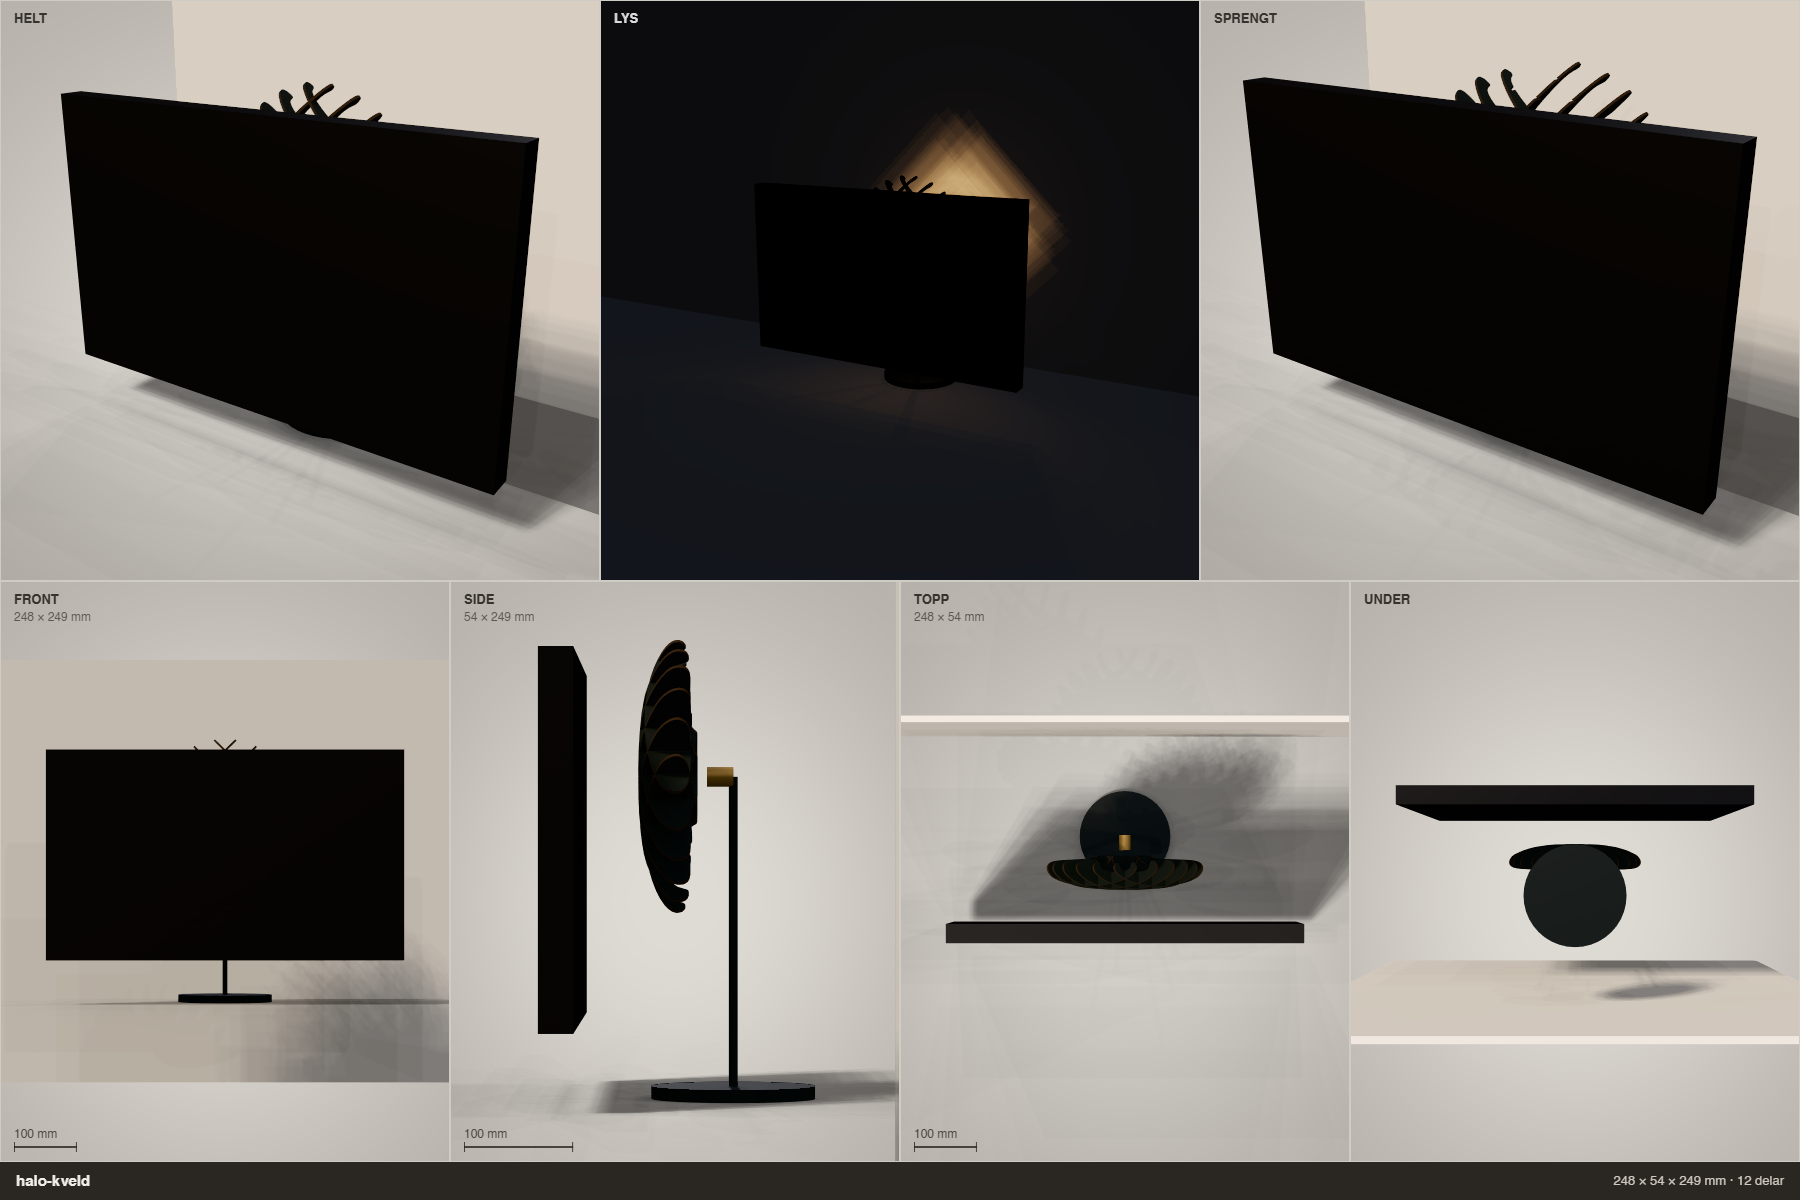 HELT
LYS
SPRENGT
FRONT
248 × 249 mm
SIDE
54 × 249 mm
TOPP
248 × 54 mm
UNDER
100 mm
100 mm
100 mm
halo-kveld
248 × 54 × 249 mm · 12 delar